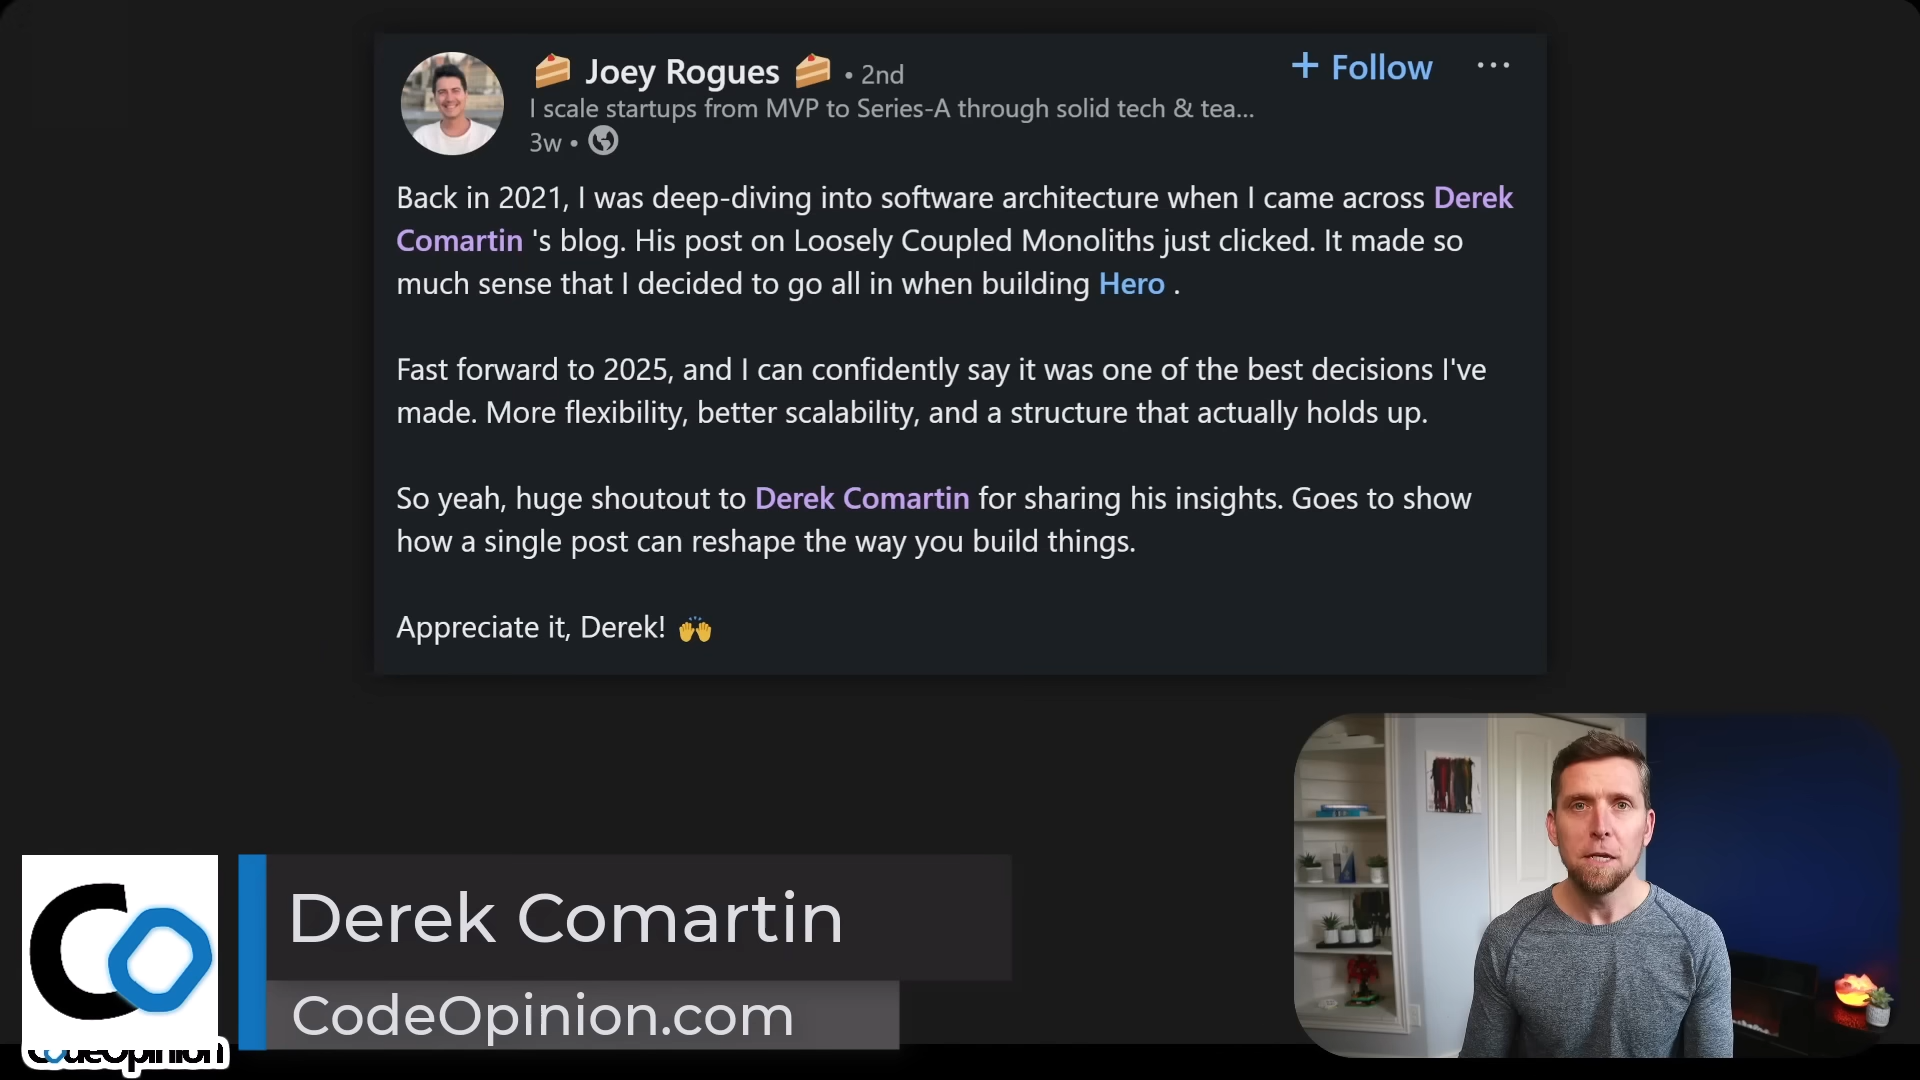 Joey Rogues • 2nd
+ Follow ...
I scale startups from MVP to Series-A through solid tech & tea...
3w •
Back in 2021, I was deep-diving into software architecture when I came across Derek
Comartin 's blog. His post on Loosely Coupled Monoliths just clicked. It made so
much sense that I decided to go all in when building Hero .
Fast forward to 2025, and I can confidently say it was one of the best decisions I've
made. More flexibility, better scalability, and a structure that actually holds up.
So yeah, huge shoutout to Derek Comartin for sharing his insights. Goes to show
how a single post can reshape the way you build things.
Appreciate it, Derek! 🙌
Derek Comartin
CodeOpinion.com
CO
CodeOpinion